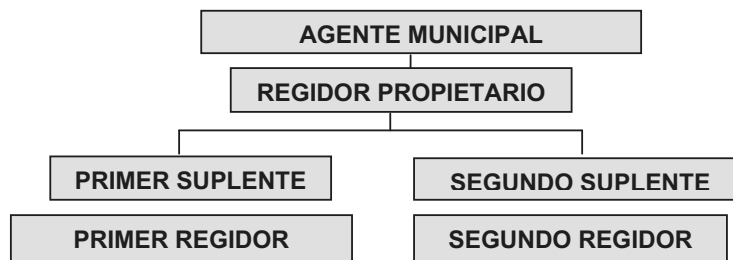 AGENTE MUNICIPAL
REGIDOR PROPIETARIO
PRIMER SUPLENTE
SEGUNDO SUPLENTE
PRIMER REGIDOR
SEGUNDO REGIDOR